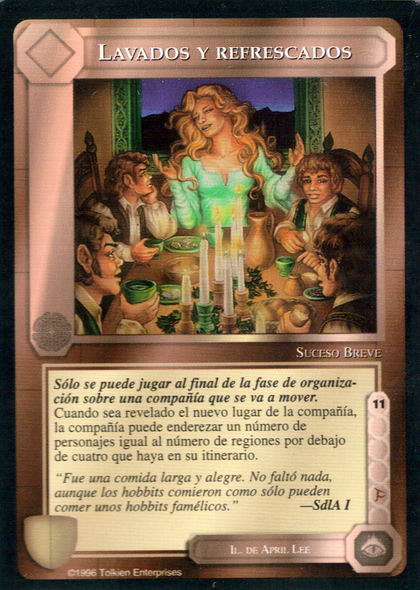 LAVADOS Y REFRESCADOS
SUCESO BREVE
Sólo se puede jugar al final de la fase de organiza-
ción sobre una compañía que se va a mover.
Cuando sea revelado el nuevo lugar de la compañía,
la compañía puede enderezar un número de
personajes igual al número de regiones por debajo
de cuatro que haya en su itinerario.
11
“Fue una comida larga y alegre. No faltó nada,
aunque los hobbits comieron como sólo pueden
comer unos hobbits famélicos.” —SdlA I
IL. DE APRIL LEE
©1996 Tolkien Enterprises